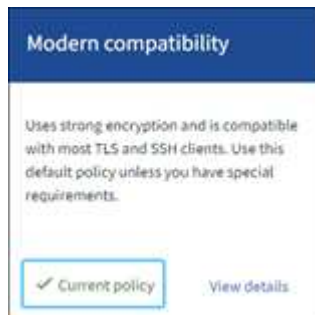 Modern compatibility
Uses strong encryption and is compatible
with most TLS and SSH clients. Use this
default policy unless you have special
requirements.
✓ Current policy
View details